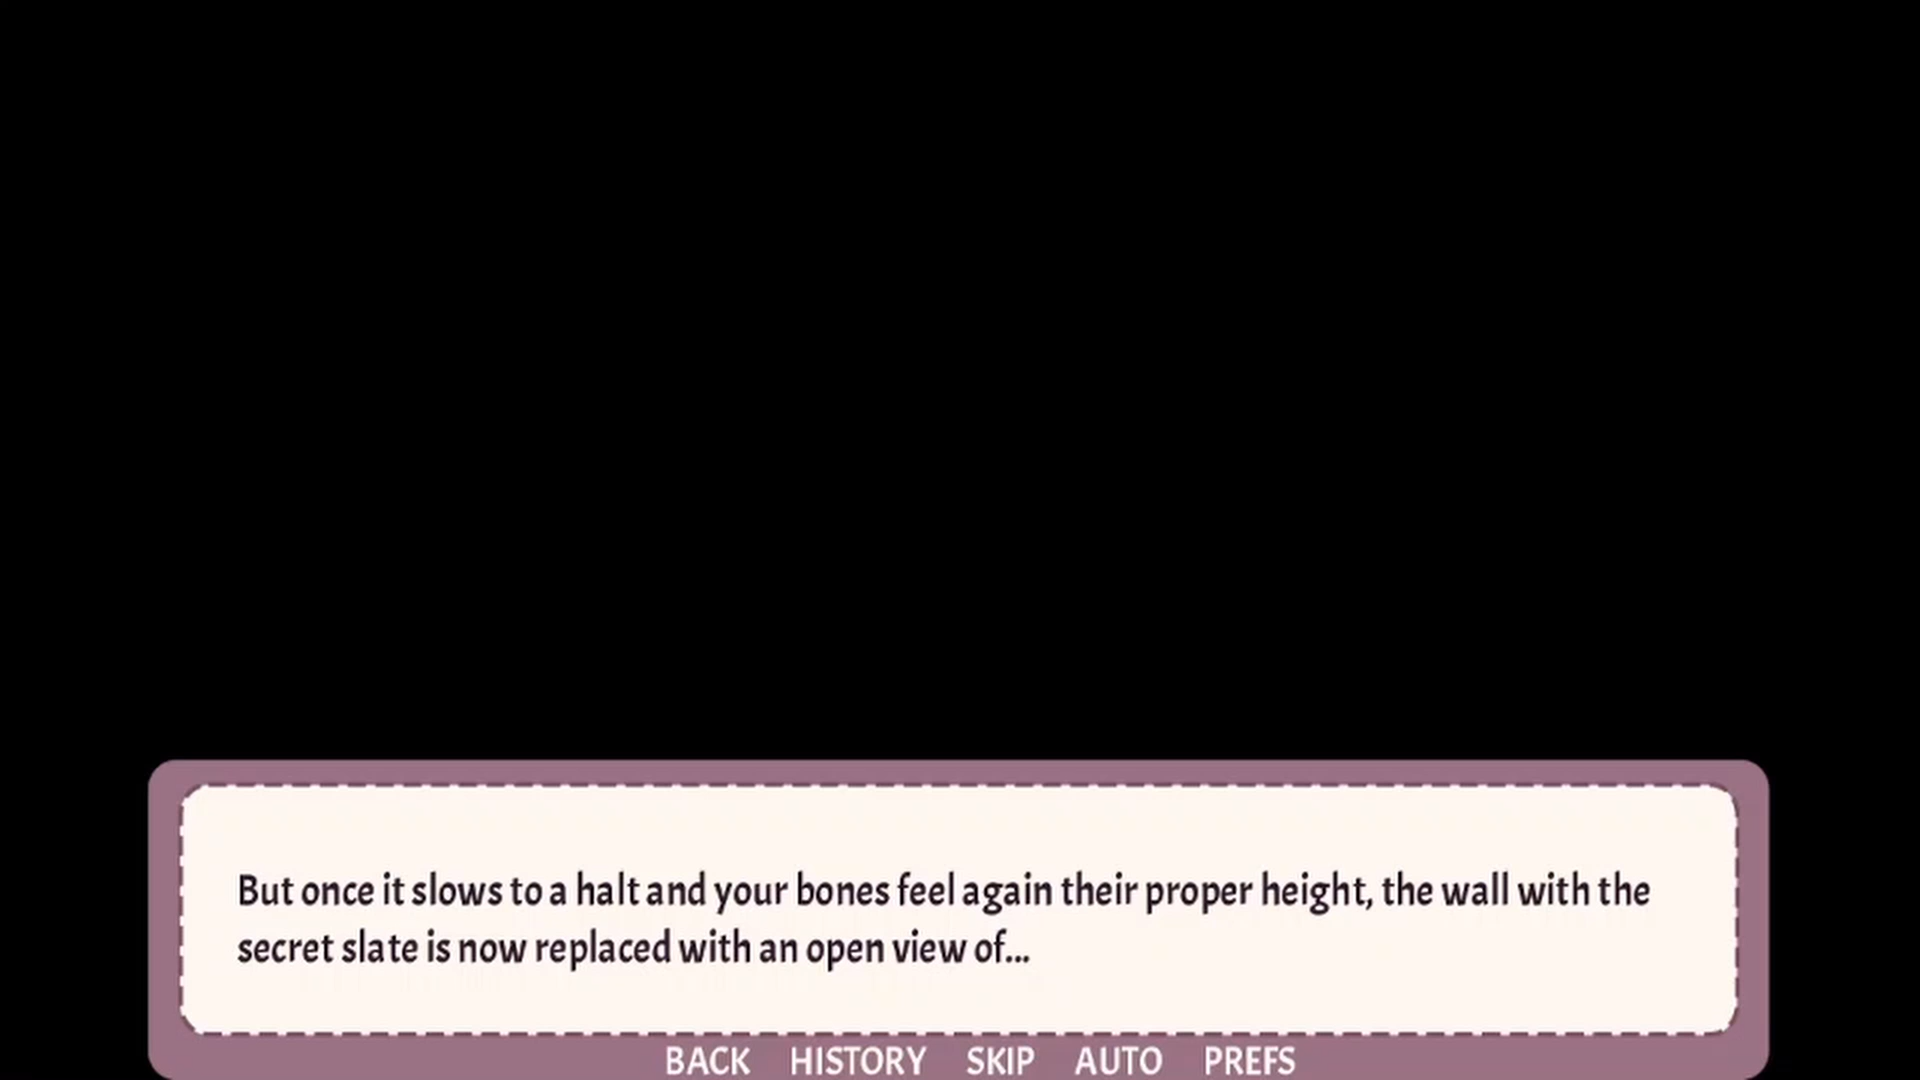 But once it slows to a halt and your bones feel again their proper height, the wall with the
secret slate is now replaced with an open view of...
BACK HISTORY SKIP AUTO PREFS